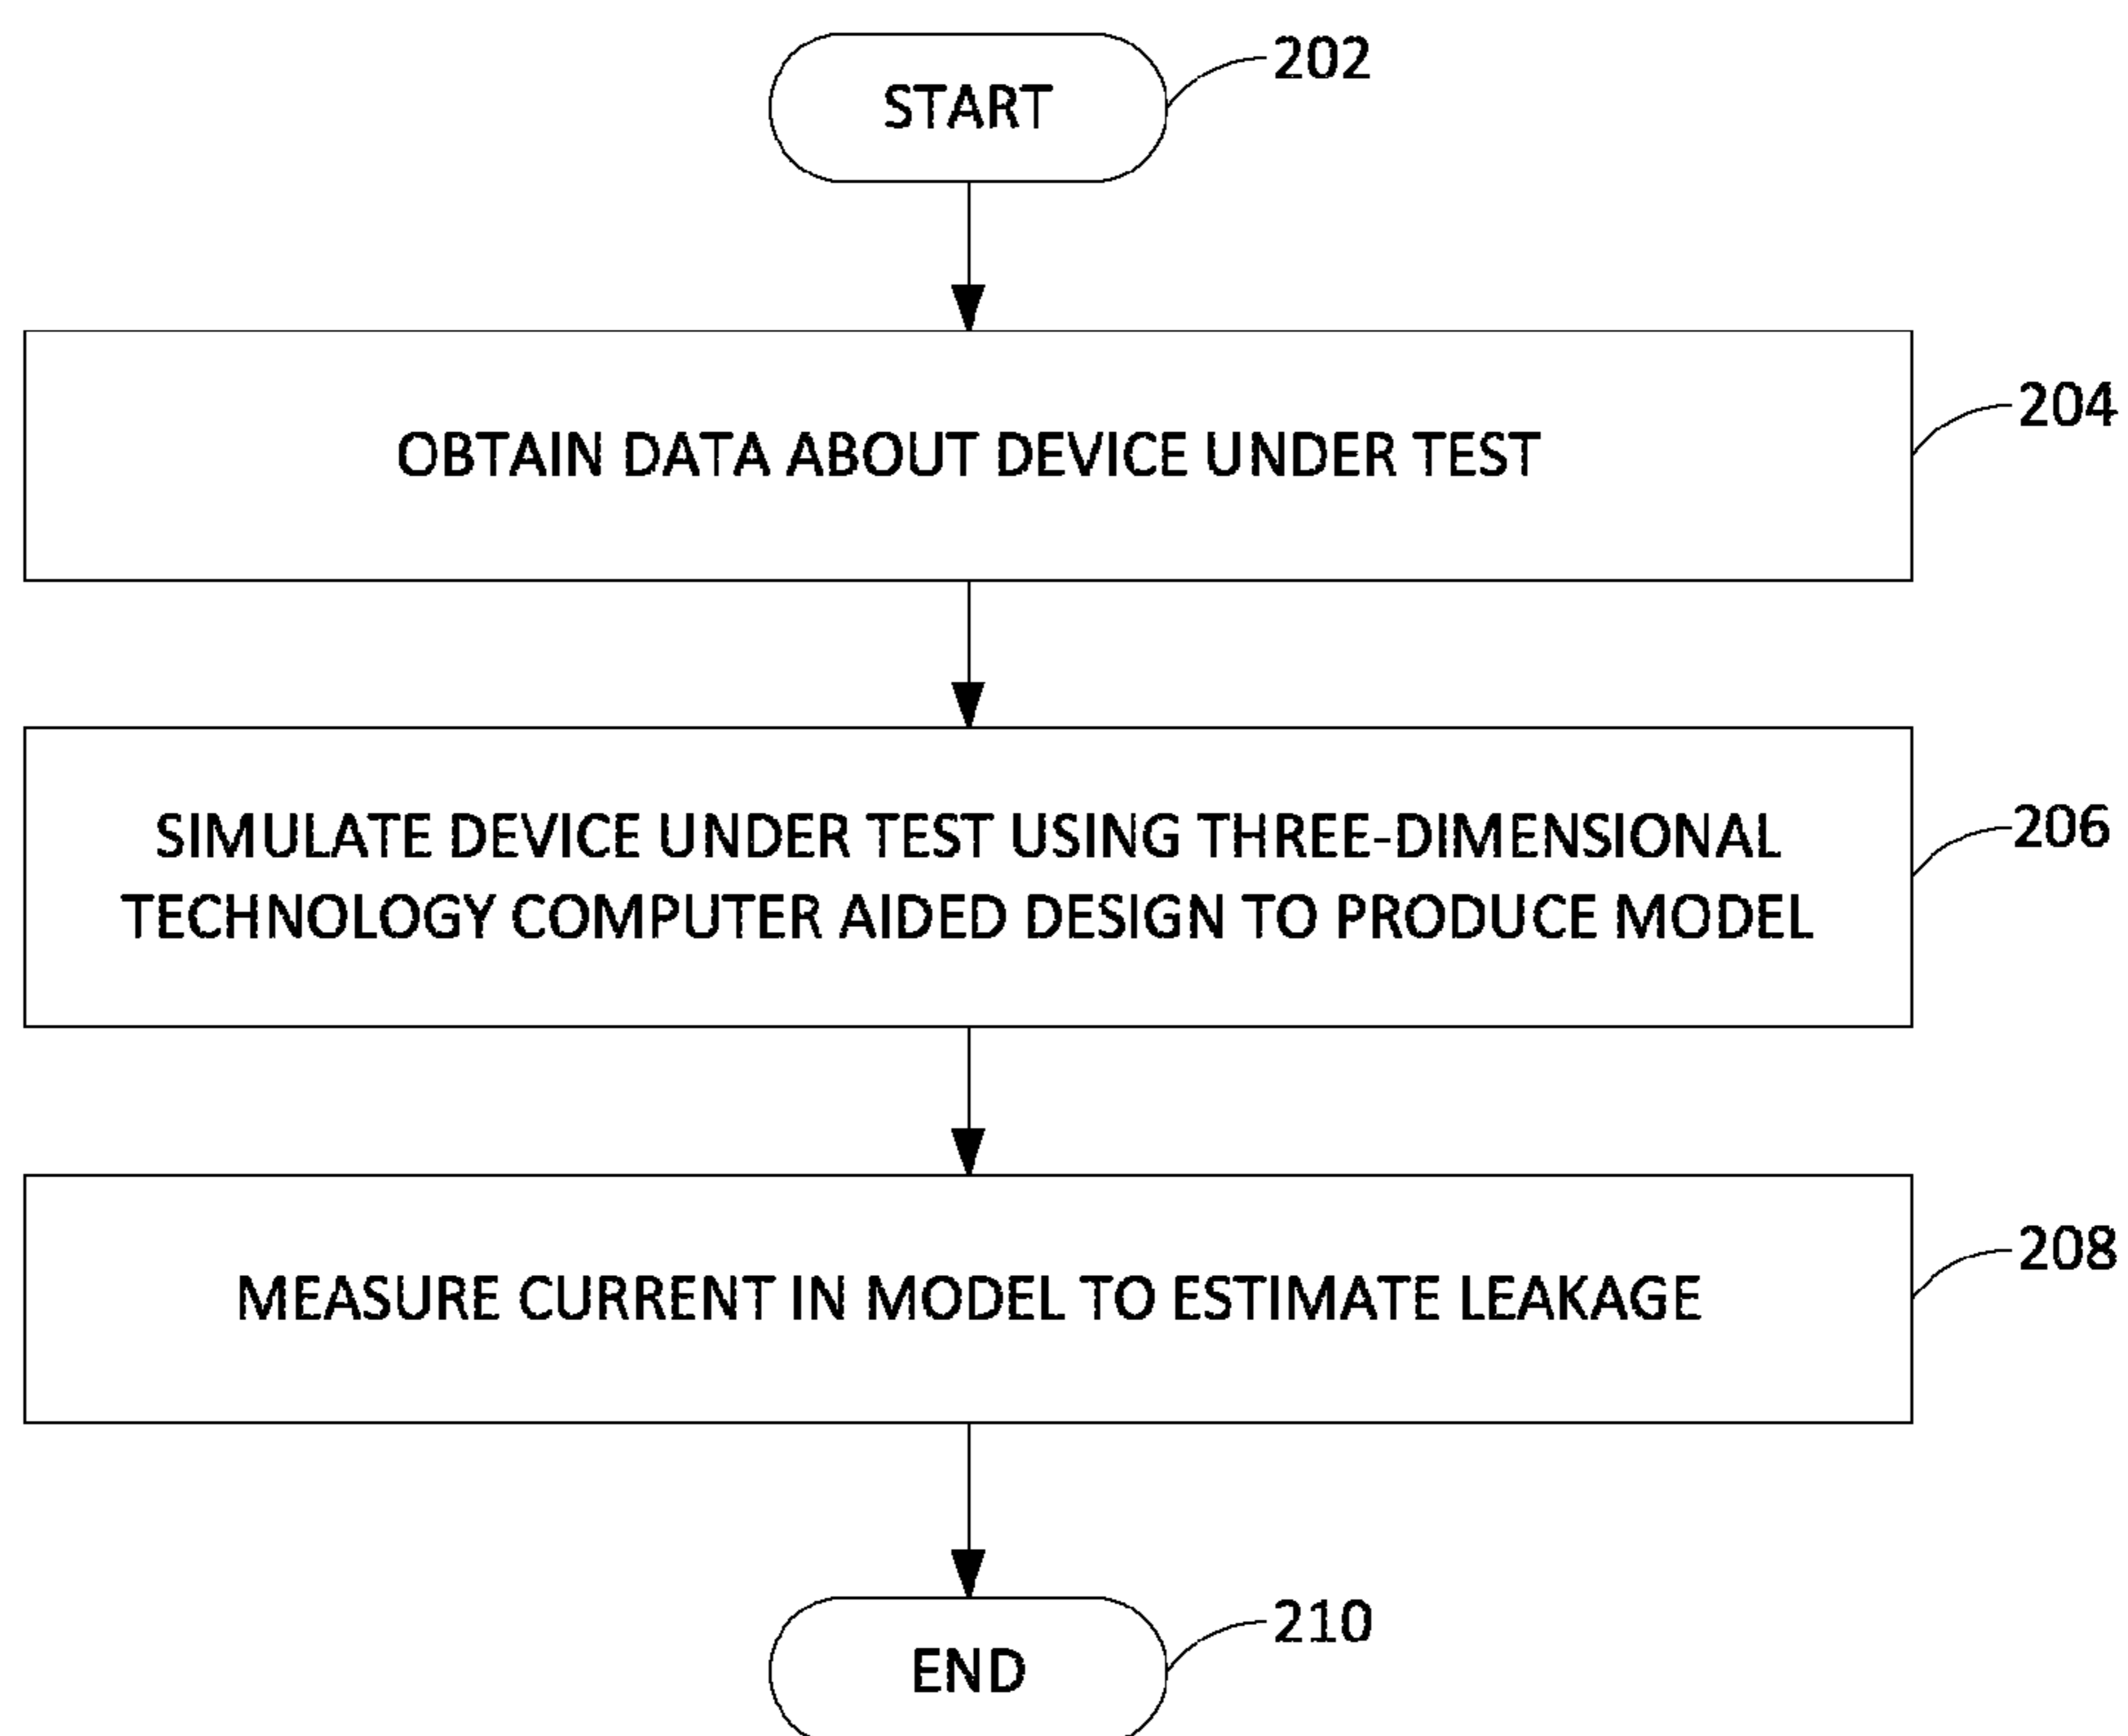 START
202
OBTAIN DATA ABOUT DEVICE UNDER TEST
204
SIMULATE DEVICE UNDER TEST USING THREE-DIMENSIONAL
TECHNOLOGY COMPUTER AIDED DESIGN TO PRODUCE MODEL
206
MEASURE CURRENT IN MODEL TO ESTIMATE LEAKAGE
208
END
210